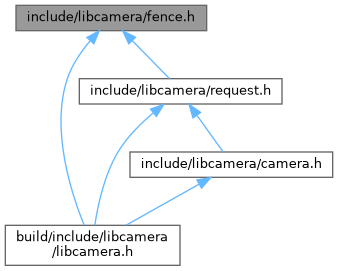 include/libcamera/fence.h
include/libcamera/request.h
include/libcamera/camera.h
build/include/libcamera
/libcamera.h